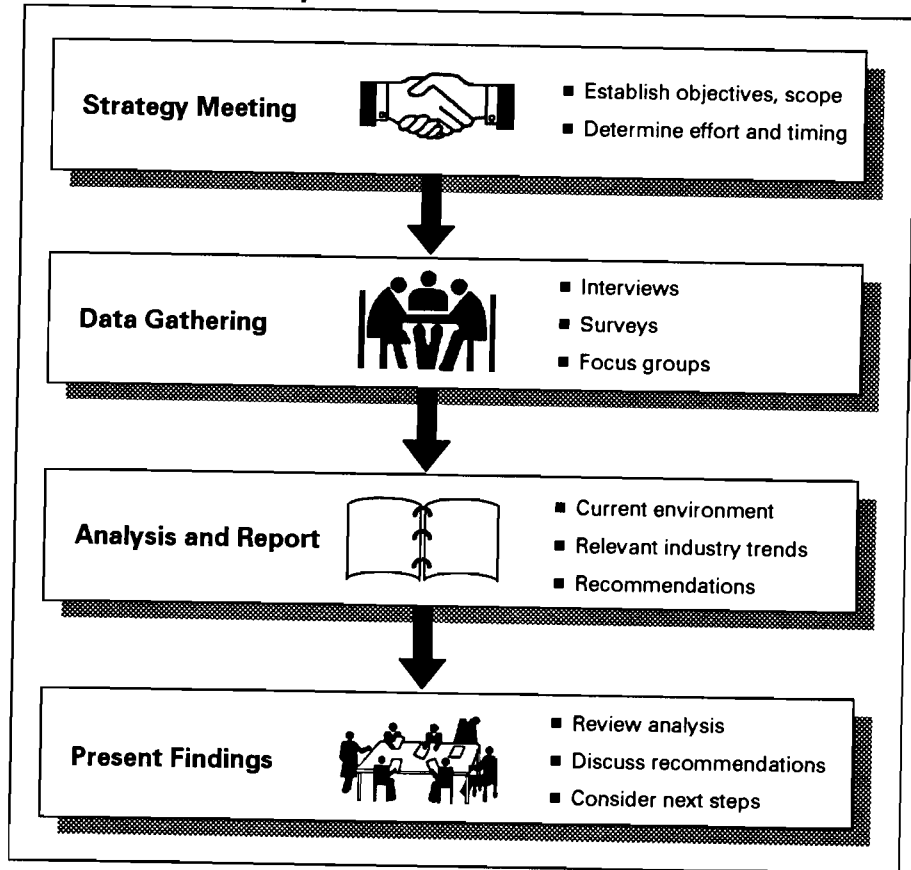 Strategy Meeting
■ Establish objectives, scope
■ Determine effort and timing
Data Gathering
■ Interviews
■ Surveys
■ Focus groups
Analysis and Report
■ Current environment
■ Relevant industry trends
■ Recommendations
Present Findings
■ Review analysis
■ Discuss recommendations
■ Consider next steps